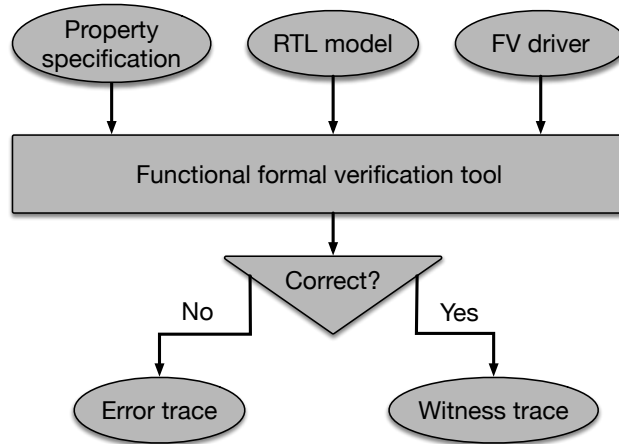 Property
specification
RTL model
FV driver
Functional formal verification tool
Correct?
No
Yes
Error trace
Witness trace